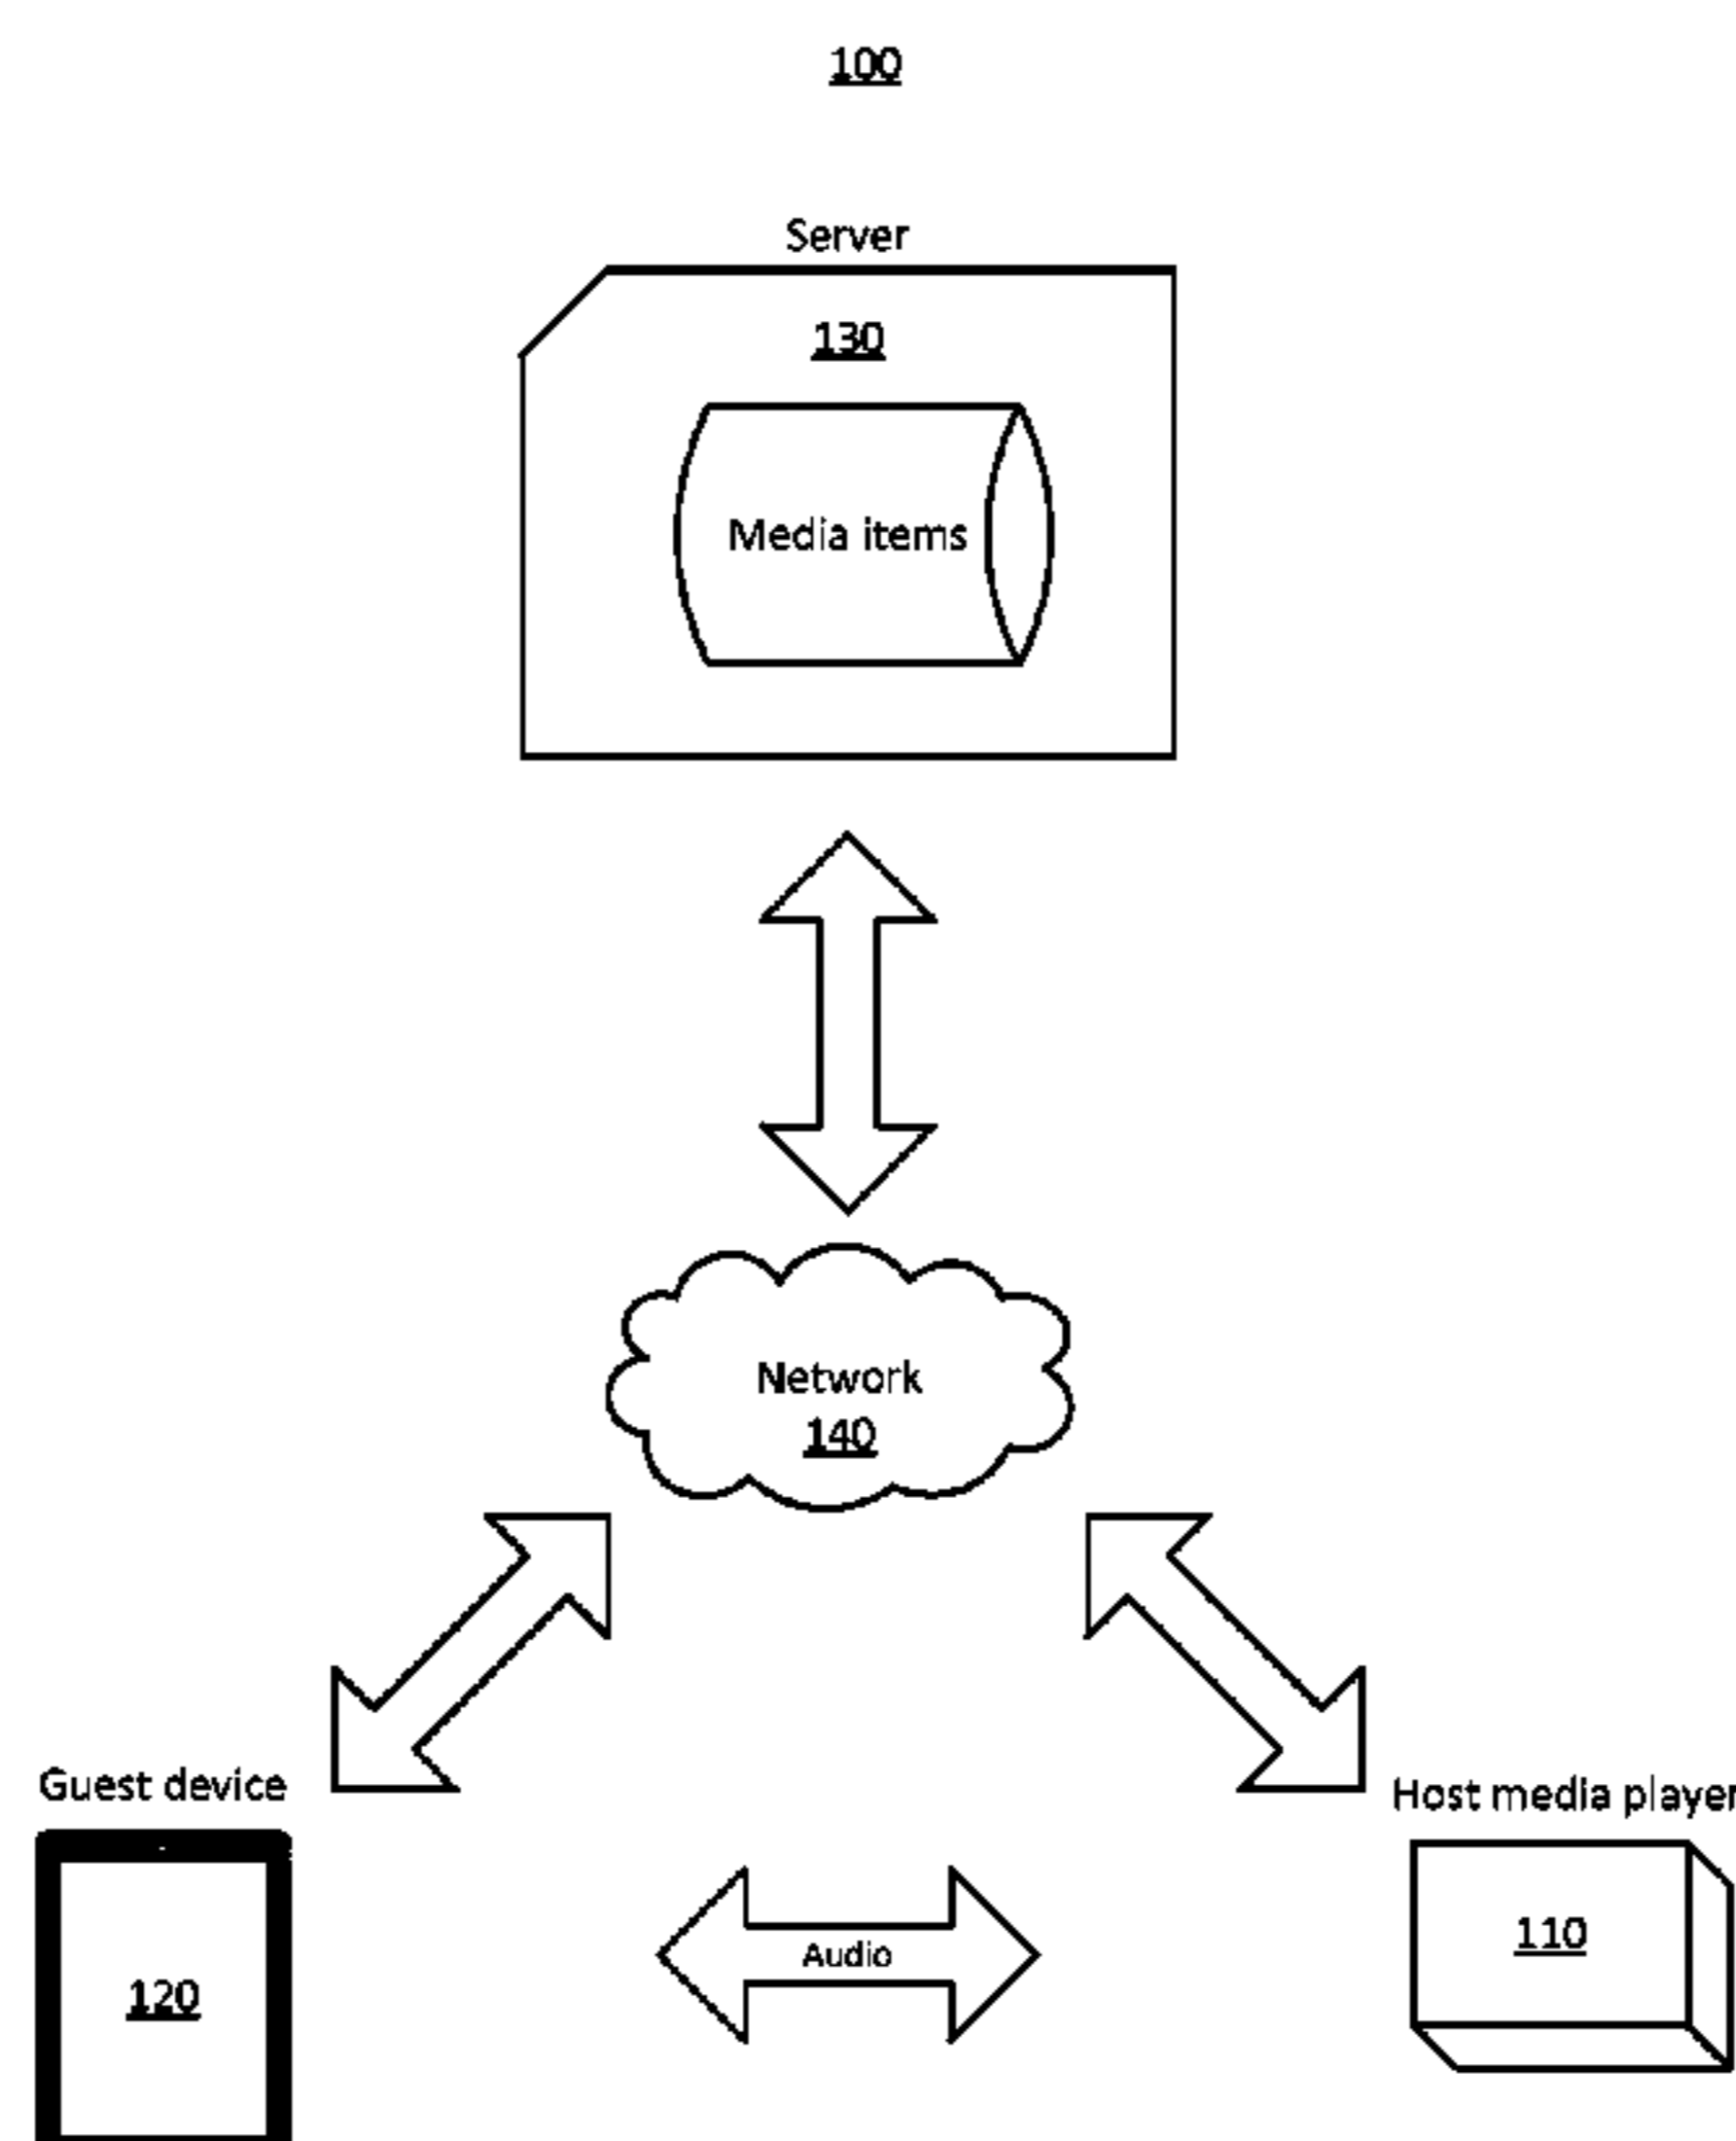 100
Server
130
Media items
Network
140
Guest device
Host media player
Audio
110
120